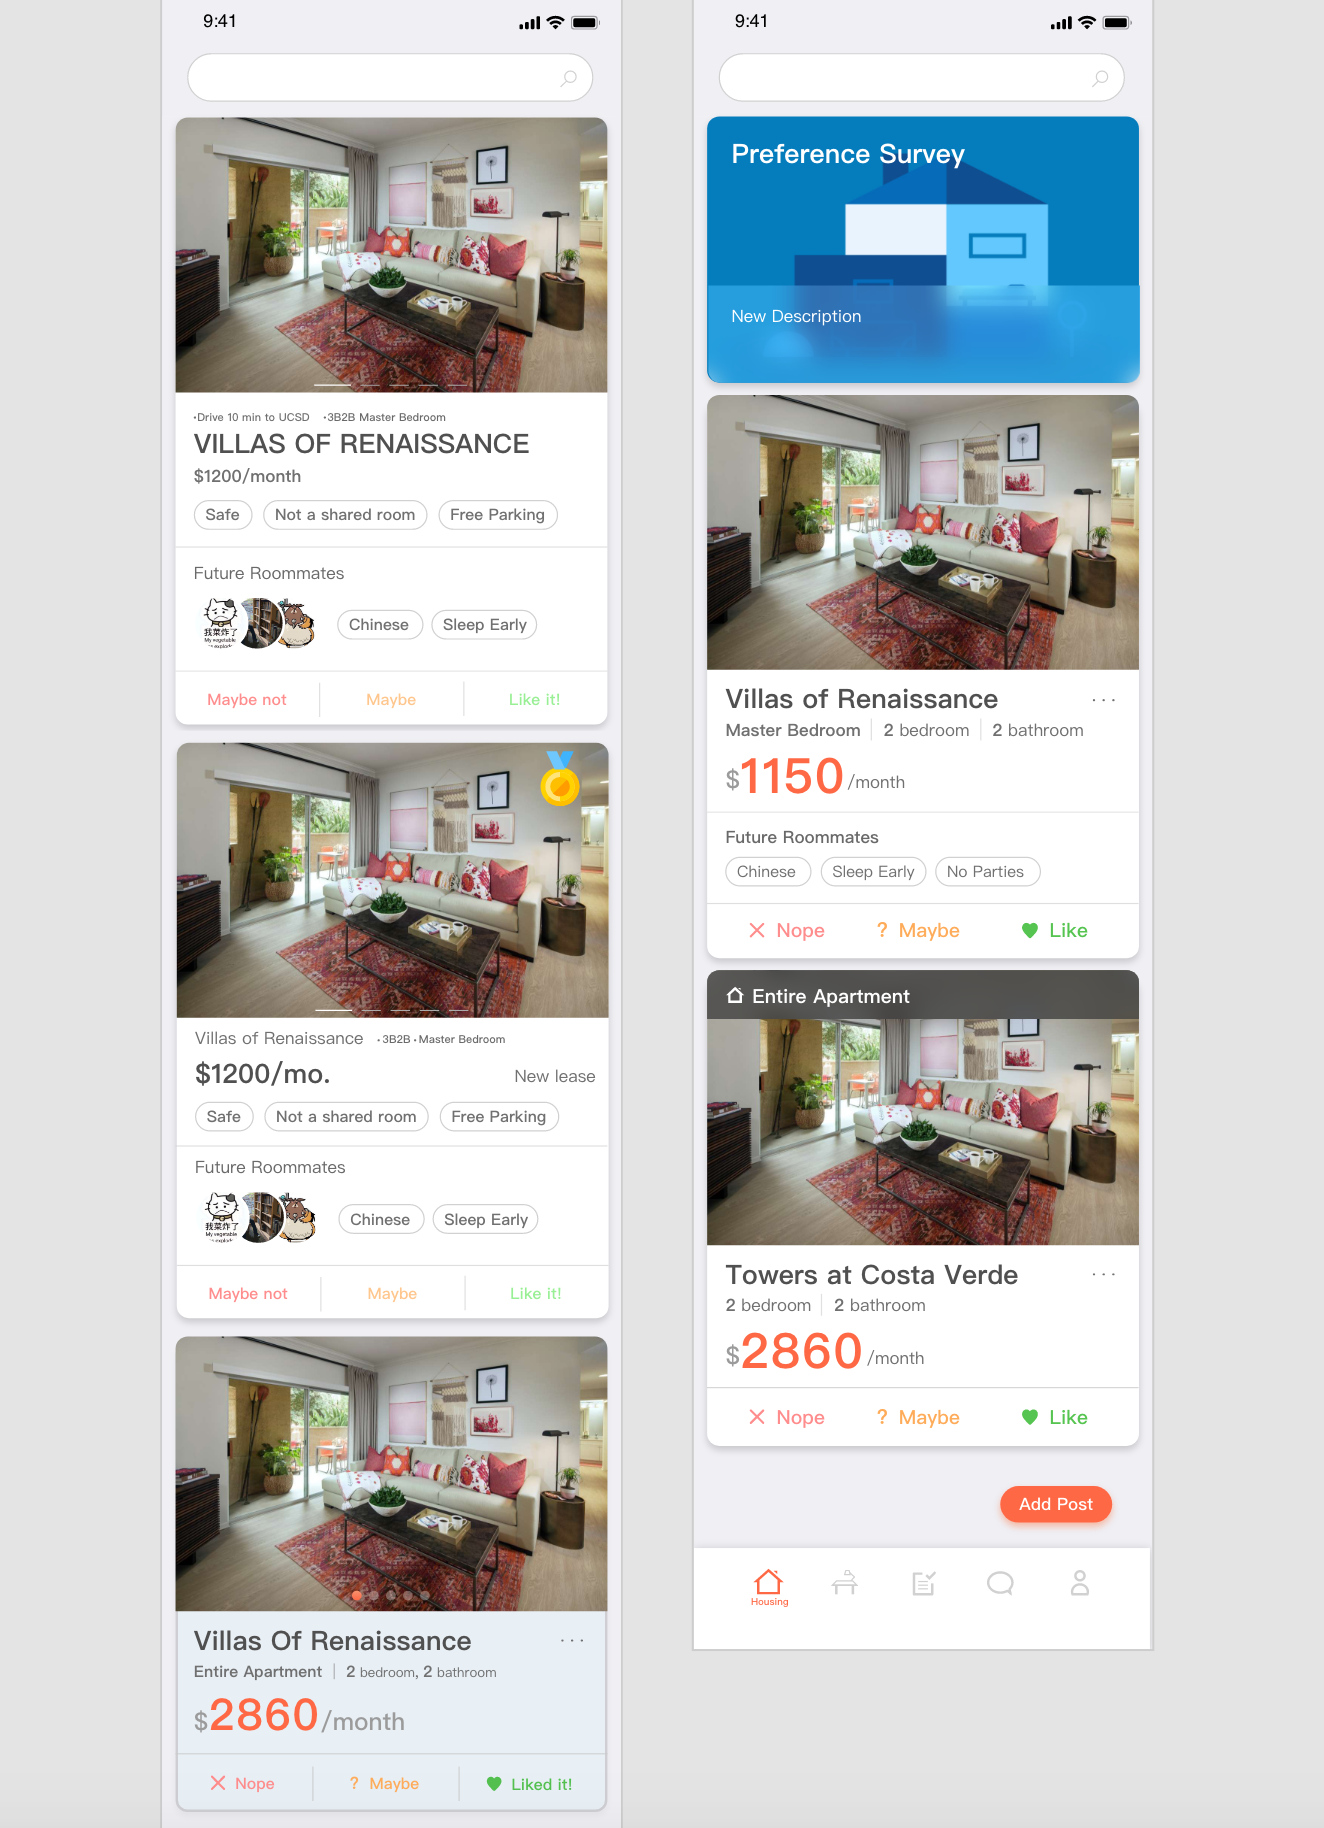 9:41
·Drive 10 min to UCSD ·3B2B Master Bedroom
VILLAS OF RENAISSANCE
$1200/month
Safe
Not a shared room
Free Parking
Future Roommates
我菜炸了
My vegetable
Chinese
Sleep Early
Maybe not
Maybe
Like it!
Villas of Renaissance ·3B2B ·Master Bedroom
$1200/mo.
New lease
Safe
Not a shared room
Free Parking
Future Roommates
我菜炸了
My vegetable
Chinese
Sleep Early
Maybe not
Maybe
Like it!
Villas Of Renaissance
...
Entire Apartment | 2 bedroom, 2 bathroom
$2860/month
Nope
? Maybe
Liked it!
9:41
Preference Survey
New Description
Villas of Renaissance
...
Master Bedroom | 2 bedroom | 2 bathroom
$1150/month
Future Roommates
Chinese
Sleep Early
No Parties
Nope
? Maybe
Like
Entire Apartment
Towers at Costa Verde
...
2 bedroom | 2 bathroom
$2860/month
Nope
? Maybe
Like
Add Post
Housing